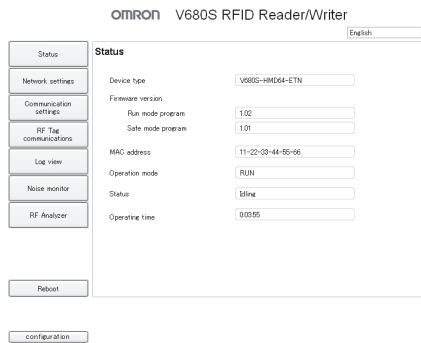 OMRON V680S RFID Reader/Writer
English
Status
Network settings
Communication
settings
RF Tag
communications
Log view
Noise monitor
RF Analyzer
Reboot
configuration
Status
Device type V680S-HMD64-ETN
Firmware version
Run mode program 1.02
Safe mode program 1.01
MAC address 11-22-33-44-55-66
Operation mode RUN
Status Idling
Operating time 0:03:55